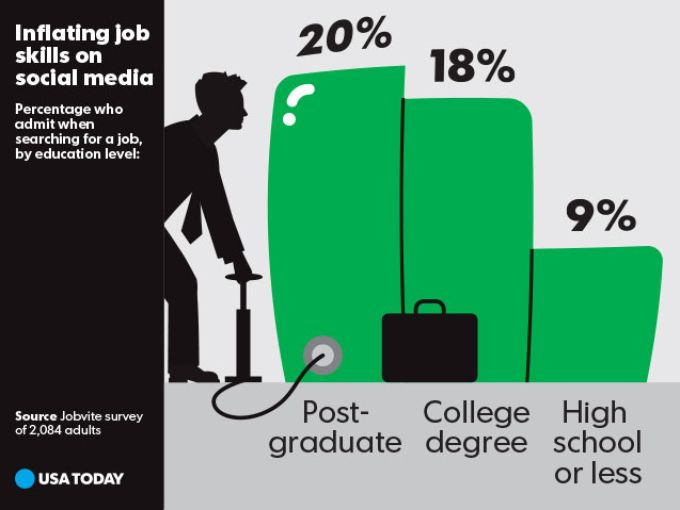 Inflating job
skills on
social media
Percentage who
admit when
searching for a job,
by education level:
20%
18%
9%
Post-
graduate
College
degree
High
school
or less
Source Jobvite survey
of 2,084 adults
USA TODAY